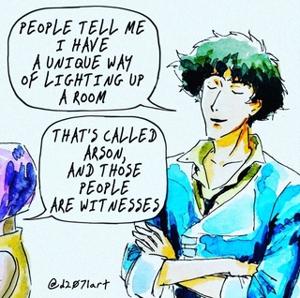 PEOPLE TELL ME
I HAVE
A UNIQUE WAY
OF LIGHTING UP
A ROOM
THAT'S CALLED
ARSON,
AND THOSE
PEOPLE
ARE WITNESSES
@d2071art